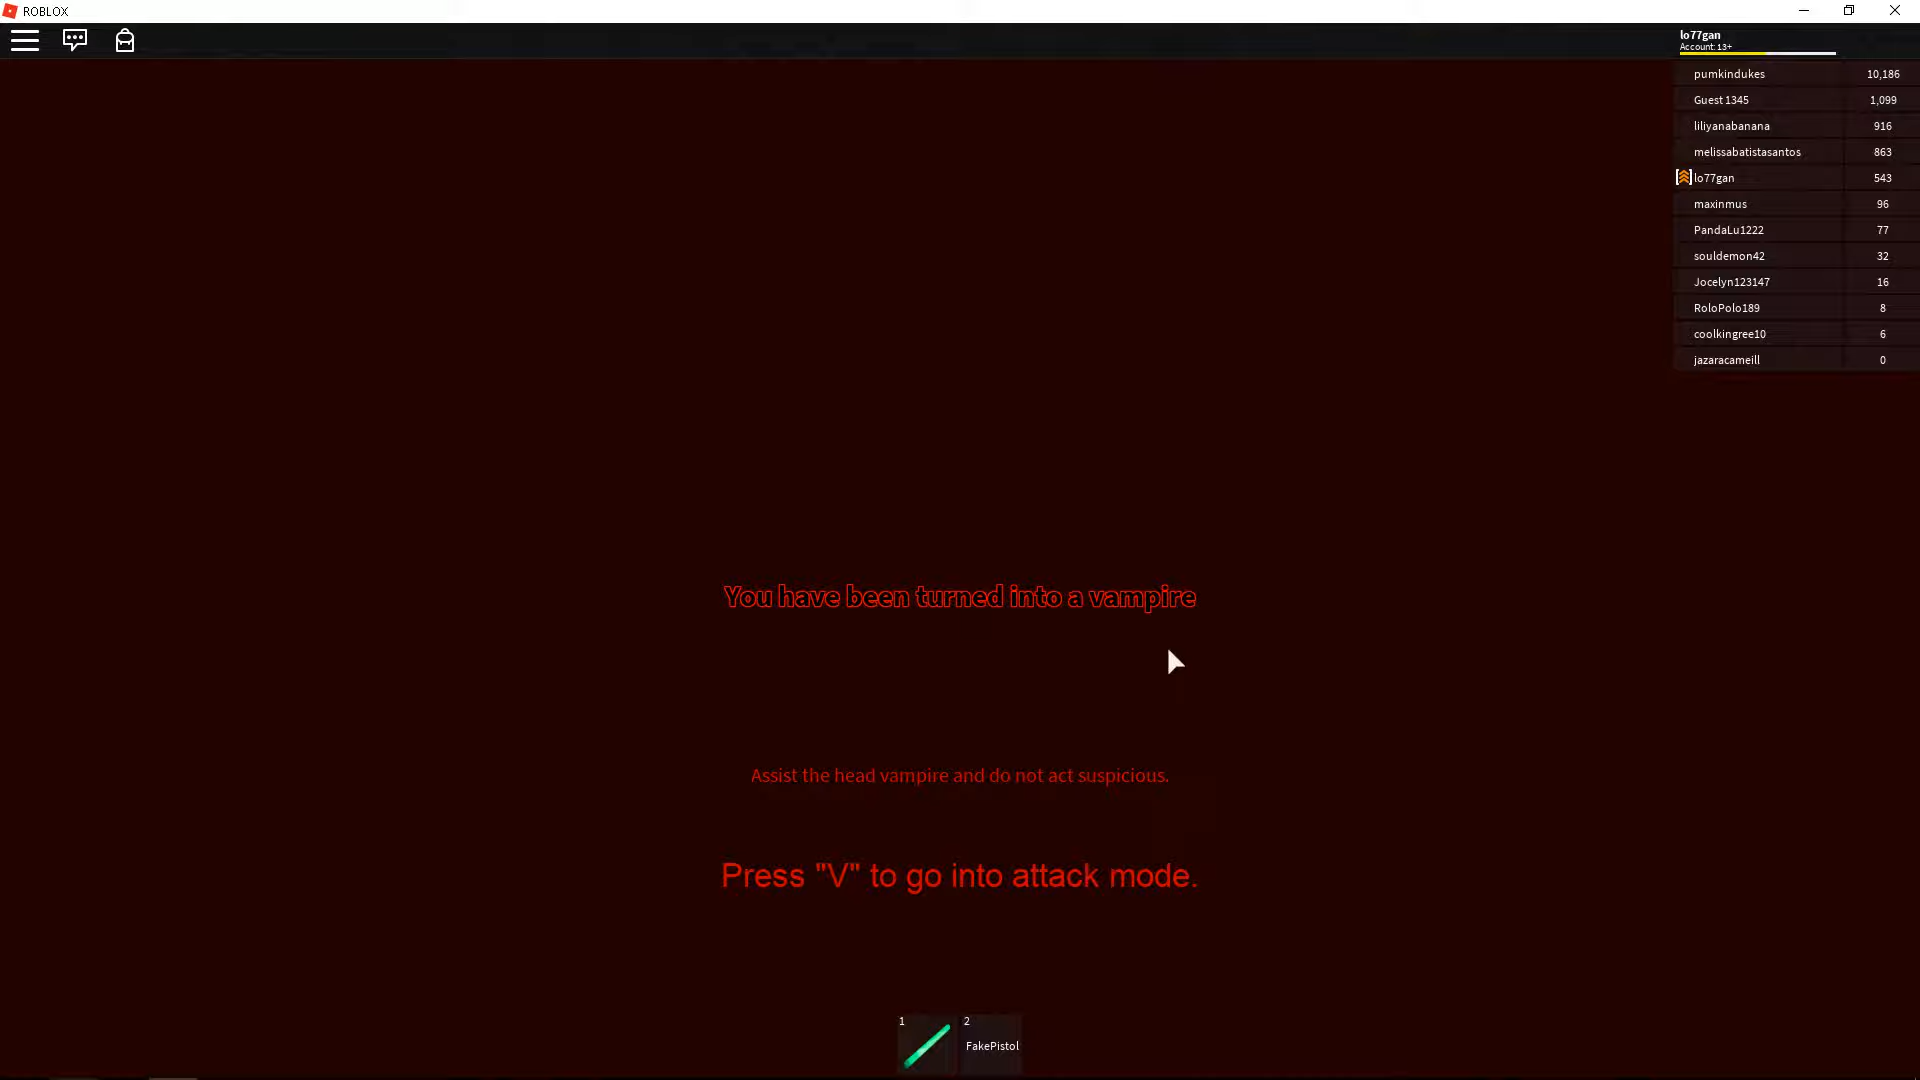 ROBLOX
lo77gan
Account: 13+
pumkindukes 10,186
Guest 1345 1,099
liliyanabanana 916
melissabatistasantos 863
lo77gan 543
maxinmus 96
PandaLu1222 77
souldemon42 32
Jocelyn123147 16
RoloPolo189 8
coolkingree10 6
jazaracameill 0
You have been turned into a vampire
Assist the head vampire and do not act suspicious.
Press "V" to go into attack mode.
1 2
FakePistol